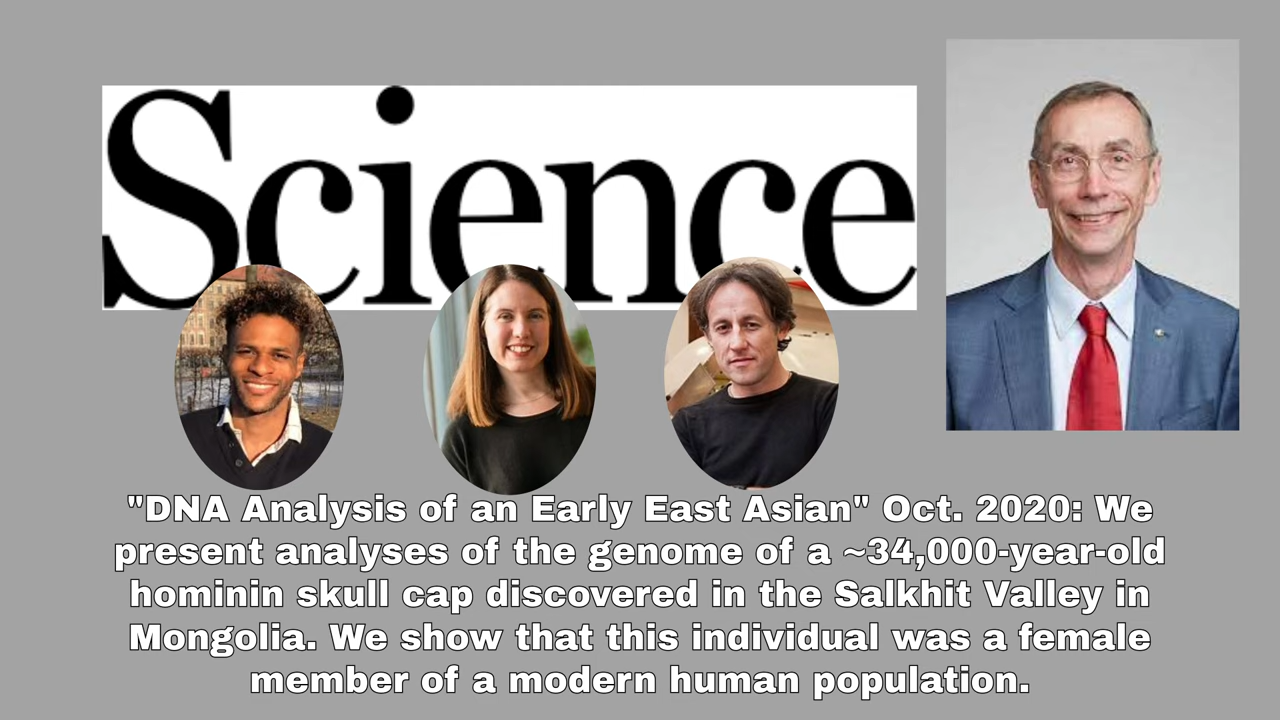 Science
"DNA Analysis of an Early East Asian" Oct. 2020: We
present analyses of the genome of a ~34,000-year-old
hominin skull cap discovered in the Salkhit Valley in
Mongolia. We show that this individual was a female
member of a modern human population.